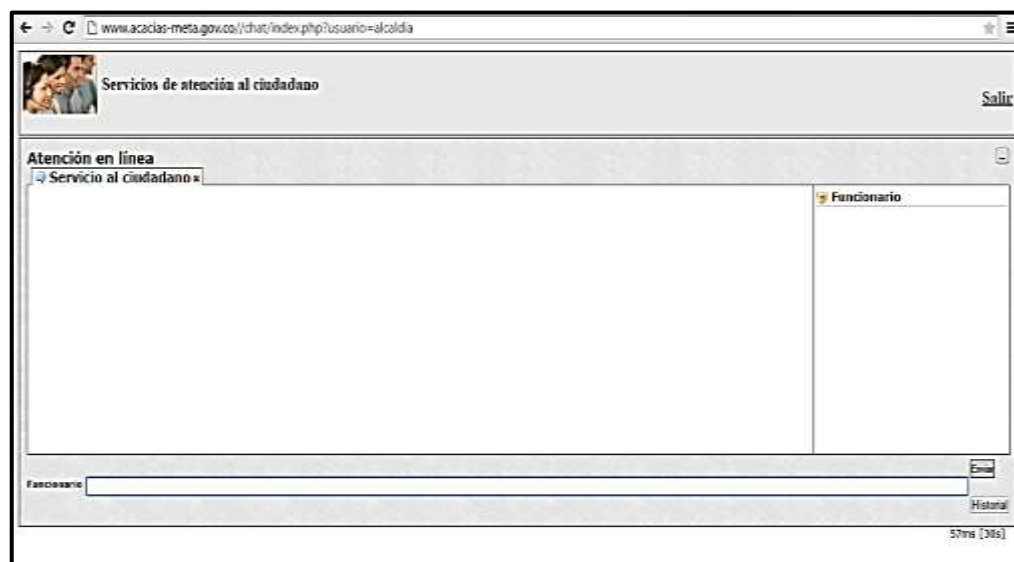 www.acacias-meta.gov.co//chat/index.php?usuario=alcaldia
Servicios de atención al ciudadano
Salir
Atención en línea
Servicio al ciudadano x
Funcionario
Enviar
Funcionario
Historial
57ms [30s]